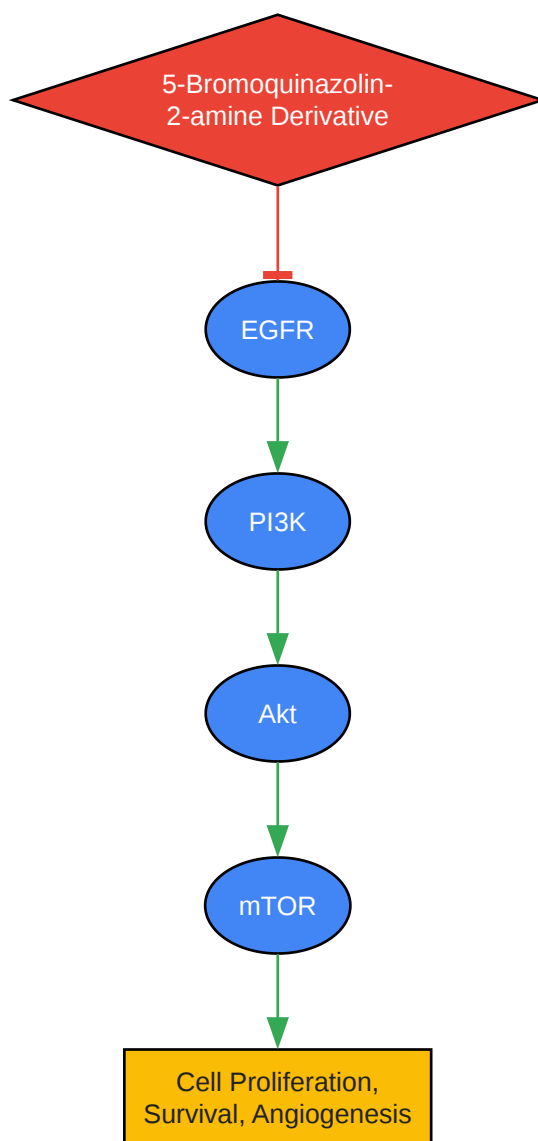 5-Bromoquinazolin-
2-amine Derivative
EGFR
PI3K
Akt
mTOR
Cell Proliferation,
Survival, Angiogenesis